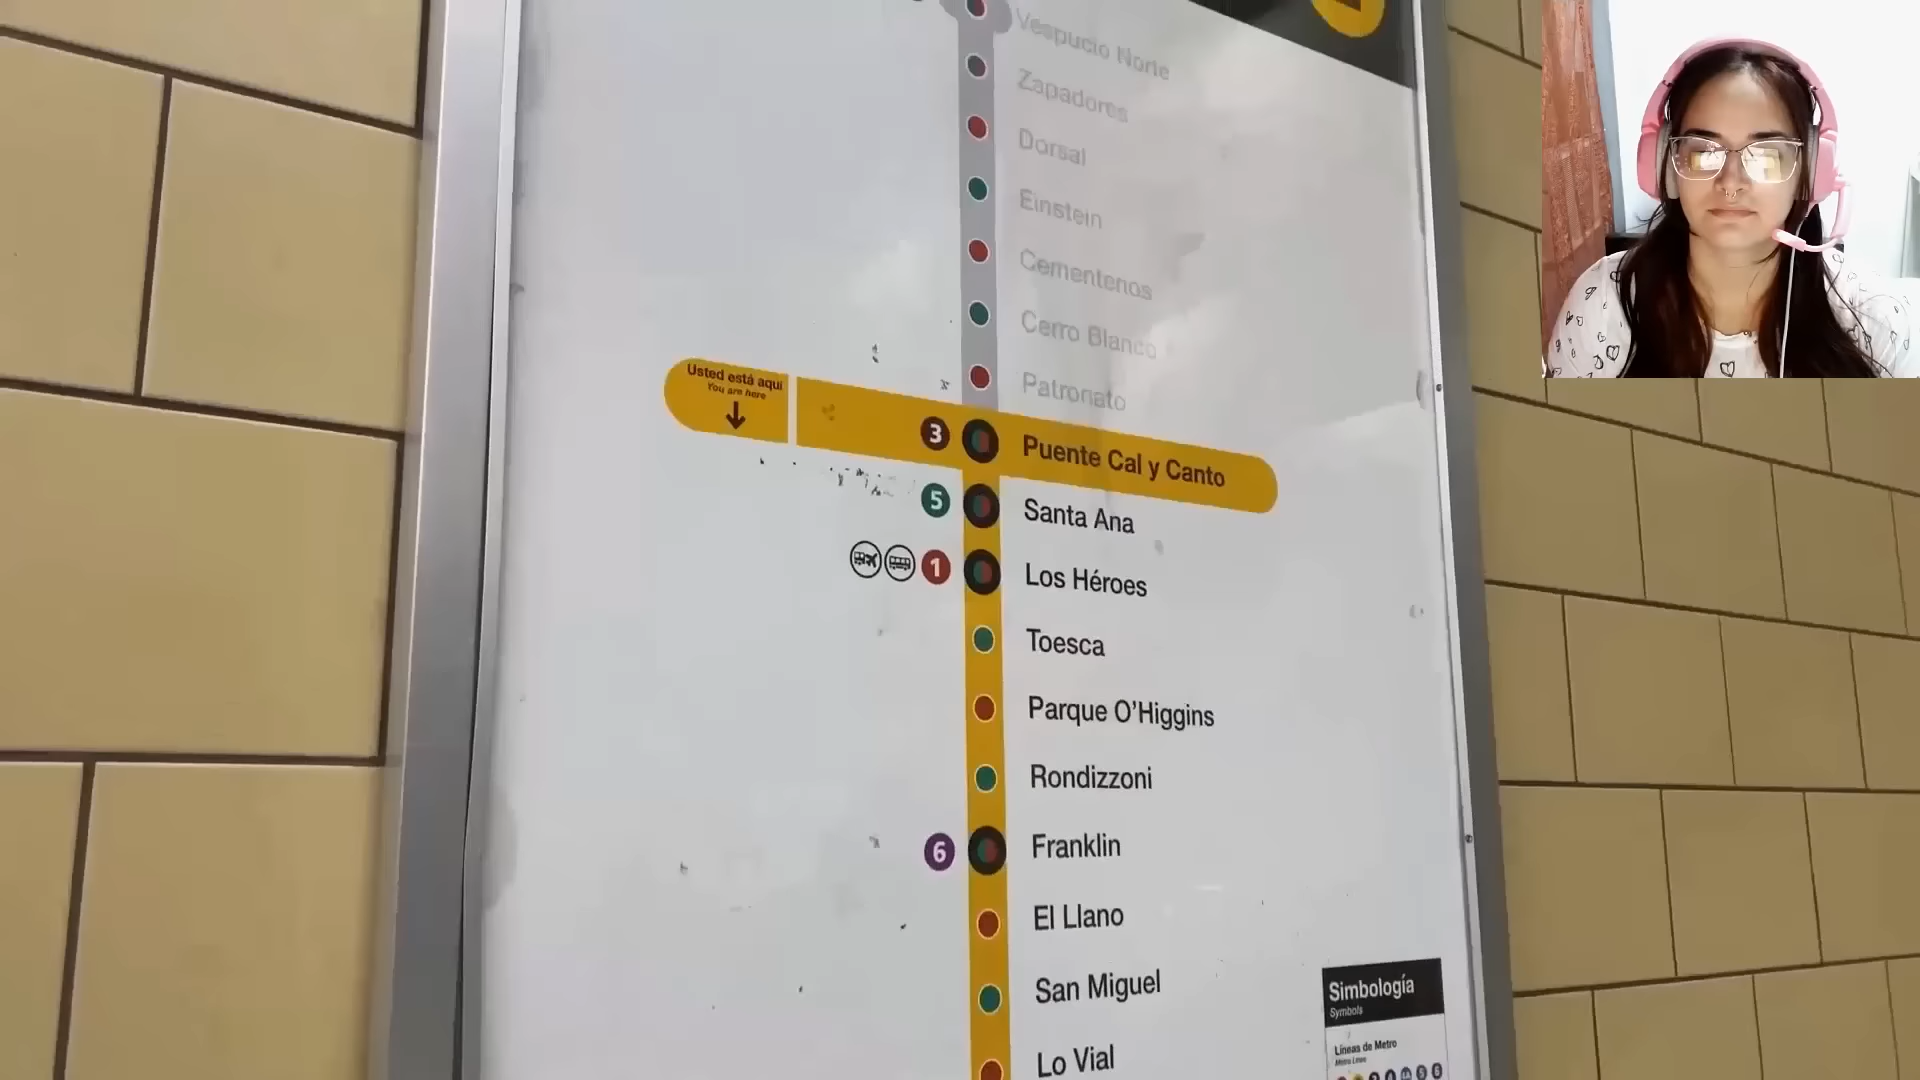 Vespucio Norte
Zapadores
Dorsal
Einstein
Cementerios
Cerro Blanco
Patronato
Usted está aquí
You are here
3 Puente Cal y Canto
5 Santa Ana
1 Los Héroes
Toesca
Parque O'Higgins
Rondizzoni
6 Franklin
El Llano
San Miguel
Lo Vial
Simbología
Symbols
Líneas de Metro
Metro Lines